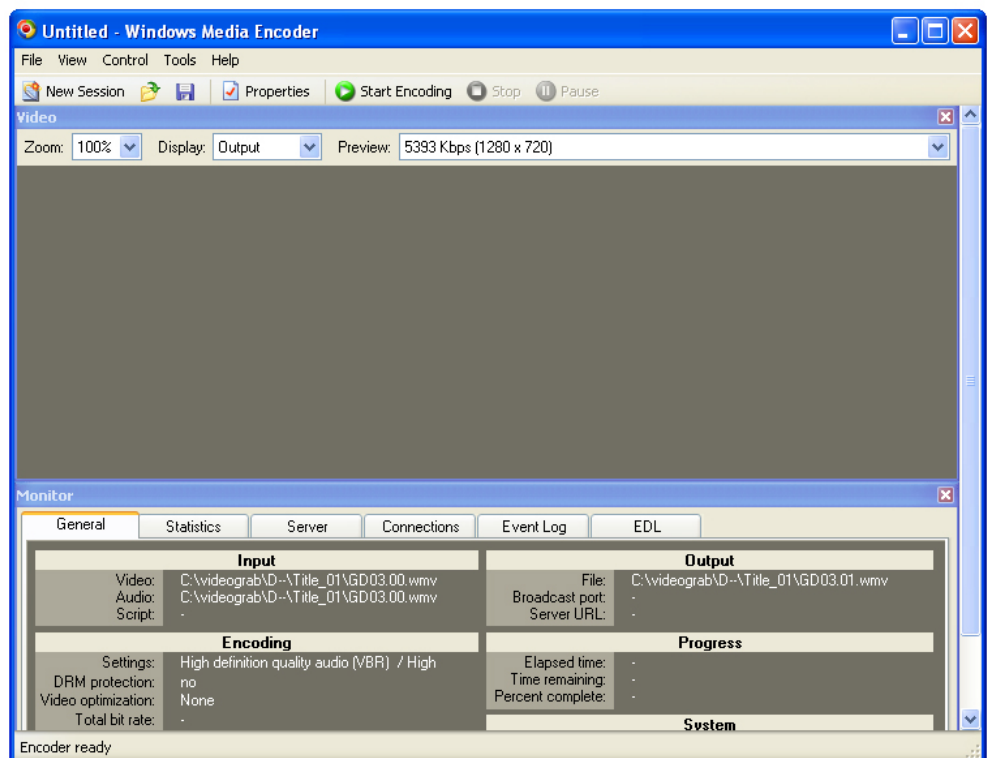 Untitled - Windows Media Encoder
File View Control Tools Help
New Session Properties Start Encoding Stop Pause
Video
Zoom: 100% Display: Output Preview: 5393 Kbps (1280 x 720)
Monitor
General Statistics Server Connections Event Log EDL
Input
Video: C:\videograb\D--\Title_01\GD03.00.wmv
Audio: C:\videograb\D--\Title_01\GD03.00.wmv
Script: -
Encoding
Settings: High definition quality audio (VBR) / High
DRM protection: no
Video optimization: None
Total bit rate: -
Output
File: C:\videograb\D--\Title_01\GD03.01.wmv
Broadcast port: -
Server URL: -
Progress
Elapsed time: -
Time remaining: -
Percent complete: -
System
Encoder ready